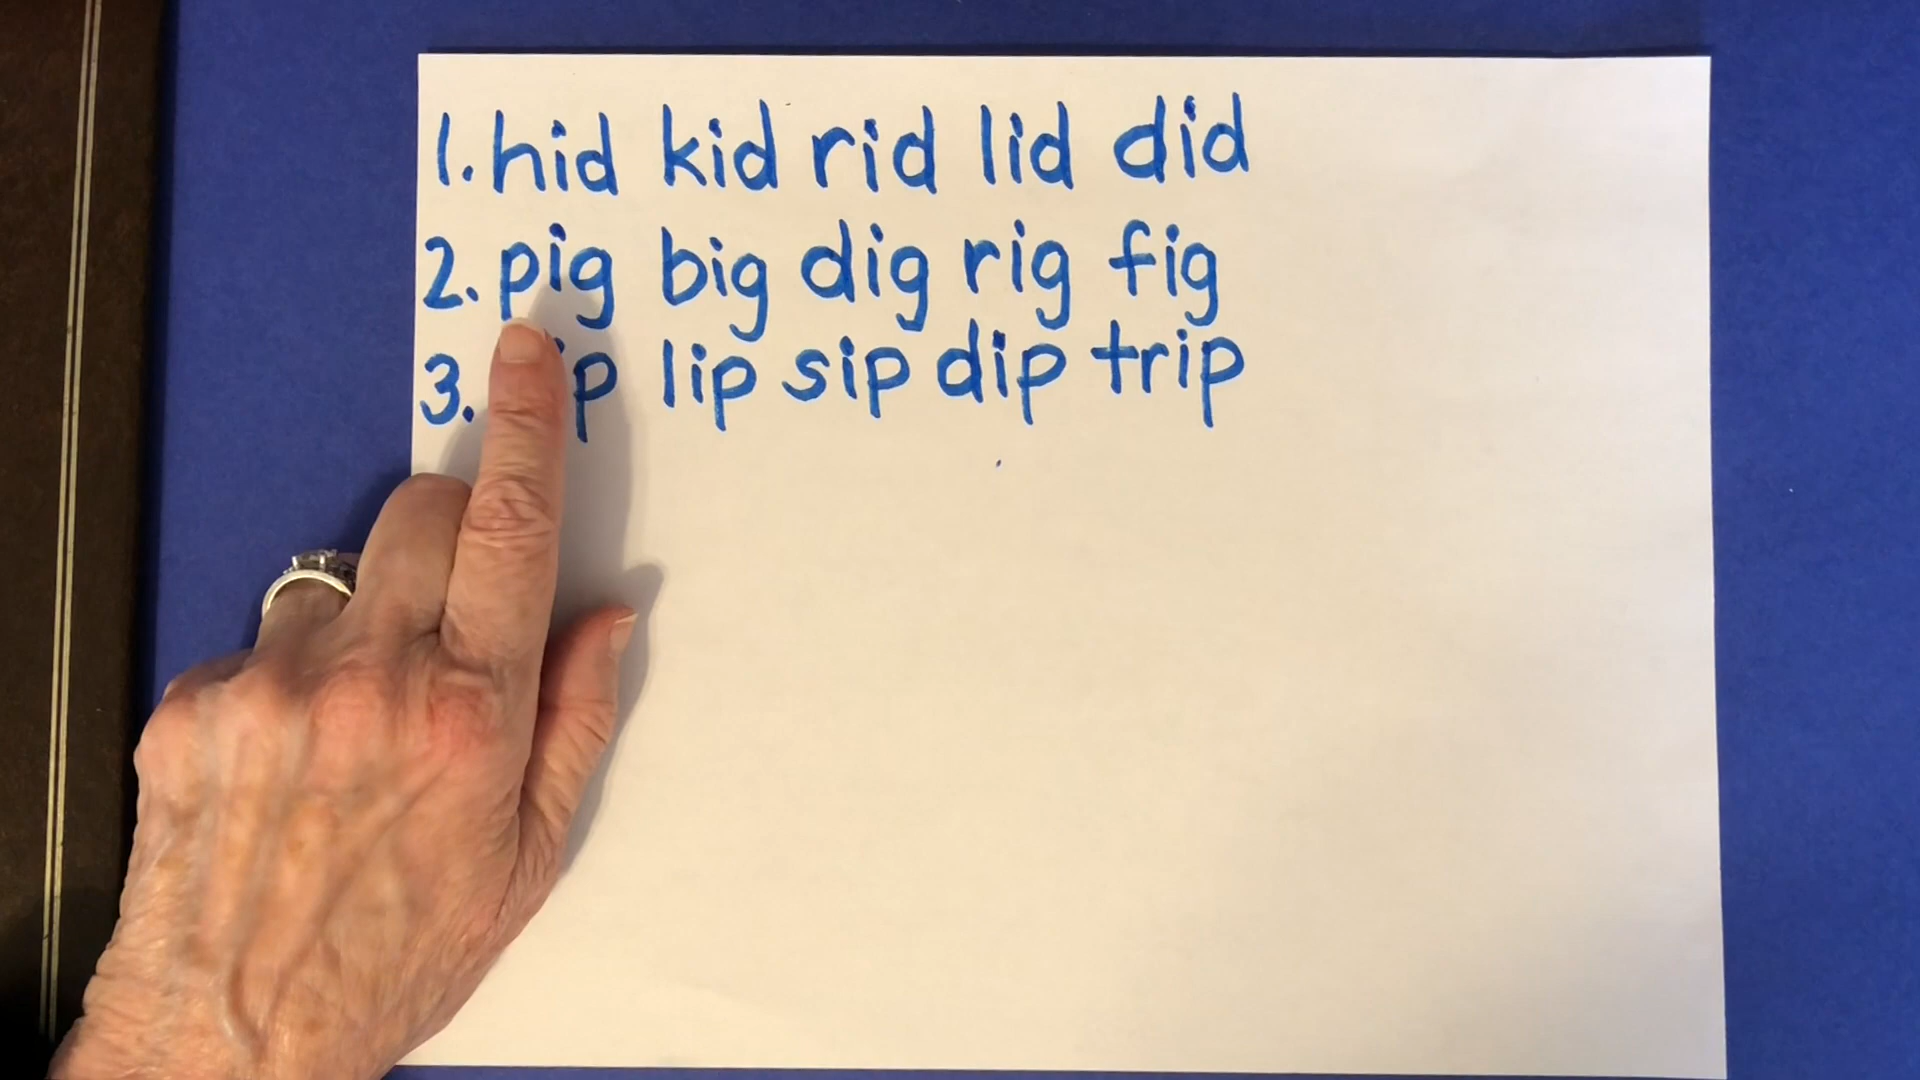 1. hid kid rid lid did
2. pig big dig rig fig
3. lip sip dip trip